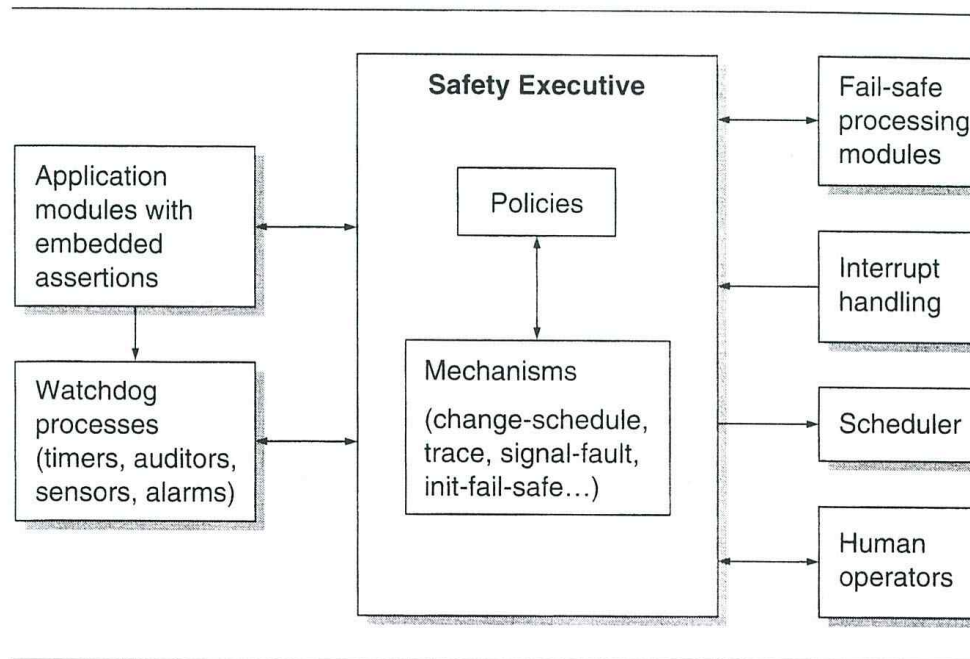 Safety Executive
Policies
Mechanisms
(change-schedule,
trace, signal-fault,
init-fail-safe…)
Application
modules with
embedded
assertions
Watchdog
processes
(timers, auditors,
sensors, alarms)
Fail-safe
processing
modules
Interrupt
handling
Scheduler
Human
operators